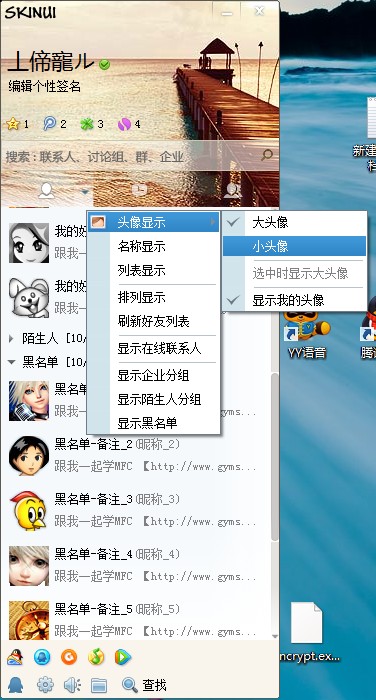 SKINUI
上偙寵ル
编辑个性签名
1 2 3 4
搜索：联系人、讨论组、群、企业
新建
档
我的好
跟我
头像显示
大头像
名称显示
小头像
列表显示
选中时显示大头像
我的好
跟我
排列显示
显示我的头像
刷新好友列表
陌生人 [10/
显示在线联系人
YY语音
腾讯
黑名单 [10/
显示企业分组
黑名单
显示陌生人分组
跟我
gyms...
显示黑名单
黑名单-备注_2(昵称_2)
跟我一起学MFC 【http://www.gyms...
黑名单-备注_3(昵称_3)
跟我一起学MFC 【http://www.gyms...
黑名单-备注_4(昵称_4)
跟我一起学MFC 【http://www.gyms...
黑名单-备注_5(昵称_5)
跟我一起学MFC 【http://www.gyms...
ncrypt.ex...
查找